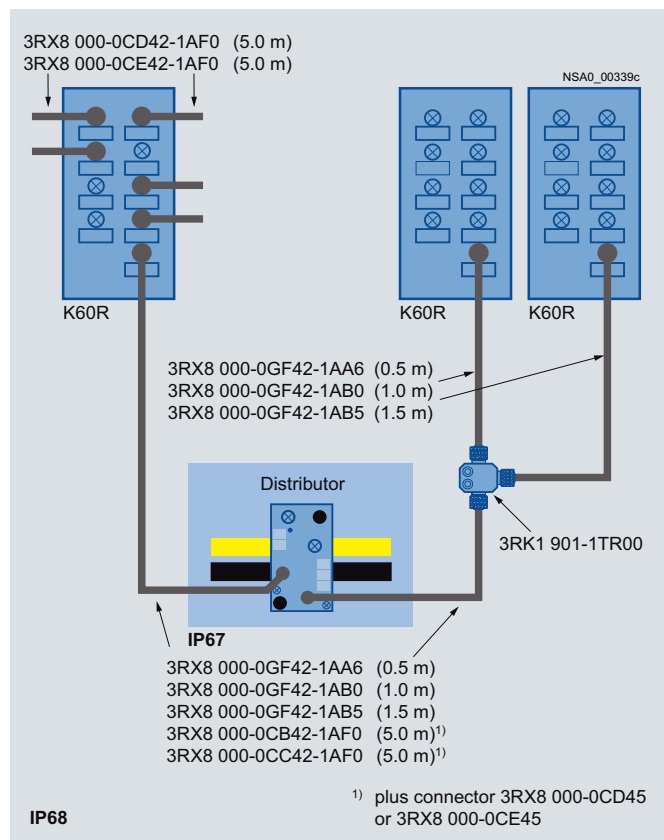 3RX8 000-0CD42-1AF0 (5.0 m)
3RX8 000-0CE42-1AF0 (5.0 m)
NSA0_00339c
K60R
K60R
K60R
3RX8 000-0GF42-1AA6 (0.5 m)
3RX8 000-0GF42-1AB0 (1.0 m)
3RX8 000-0GF42-1AB5 (1.5 m)
Distributor
3RK1 901-1TR00
IP67
3RX8 000-0GF42-1AA6 (0.5 m)
3RX8 000-0GF42-1AB0 (1.0 m)
3RX8 000-0GF42-1AB5 (1.5 m)
3RX8 000-0CB42-1AF0 (5.0 m)1)
3RX8 000-0CC42-1AF0 (5.0 m)1)
1) plus connector 3RX8 000-0CD45
or 3RX8 000-0CE45
IP68